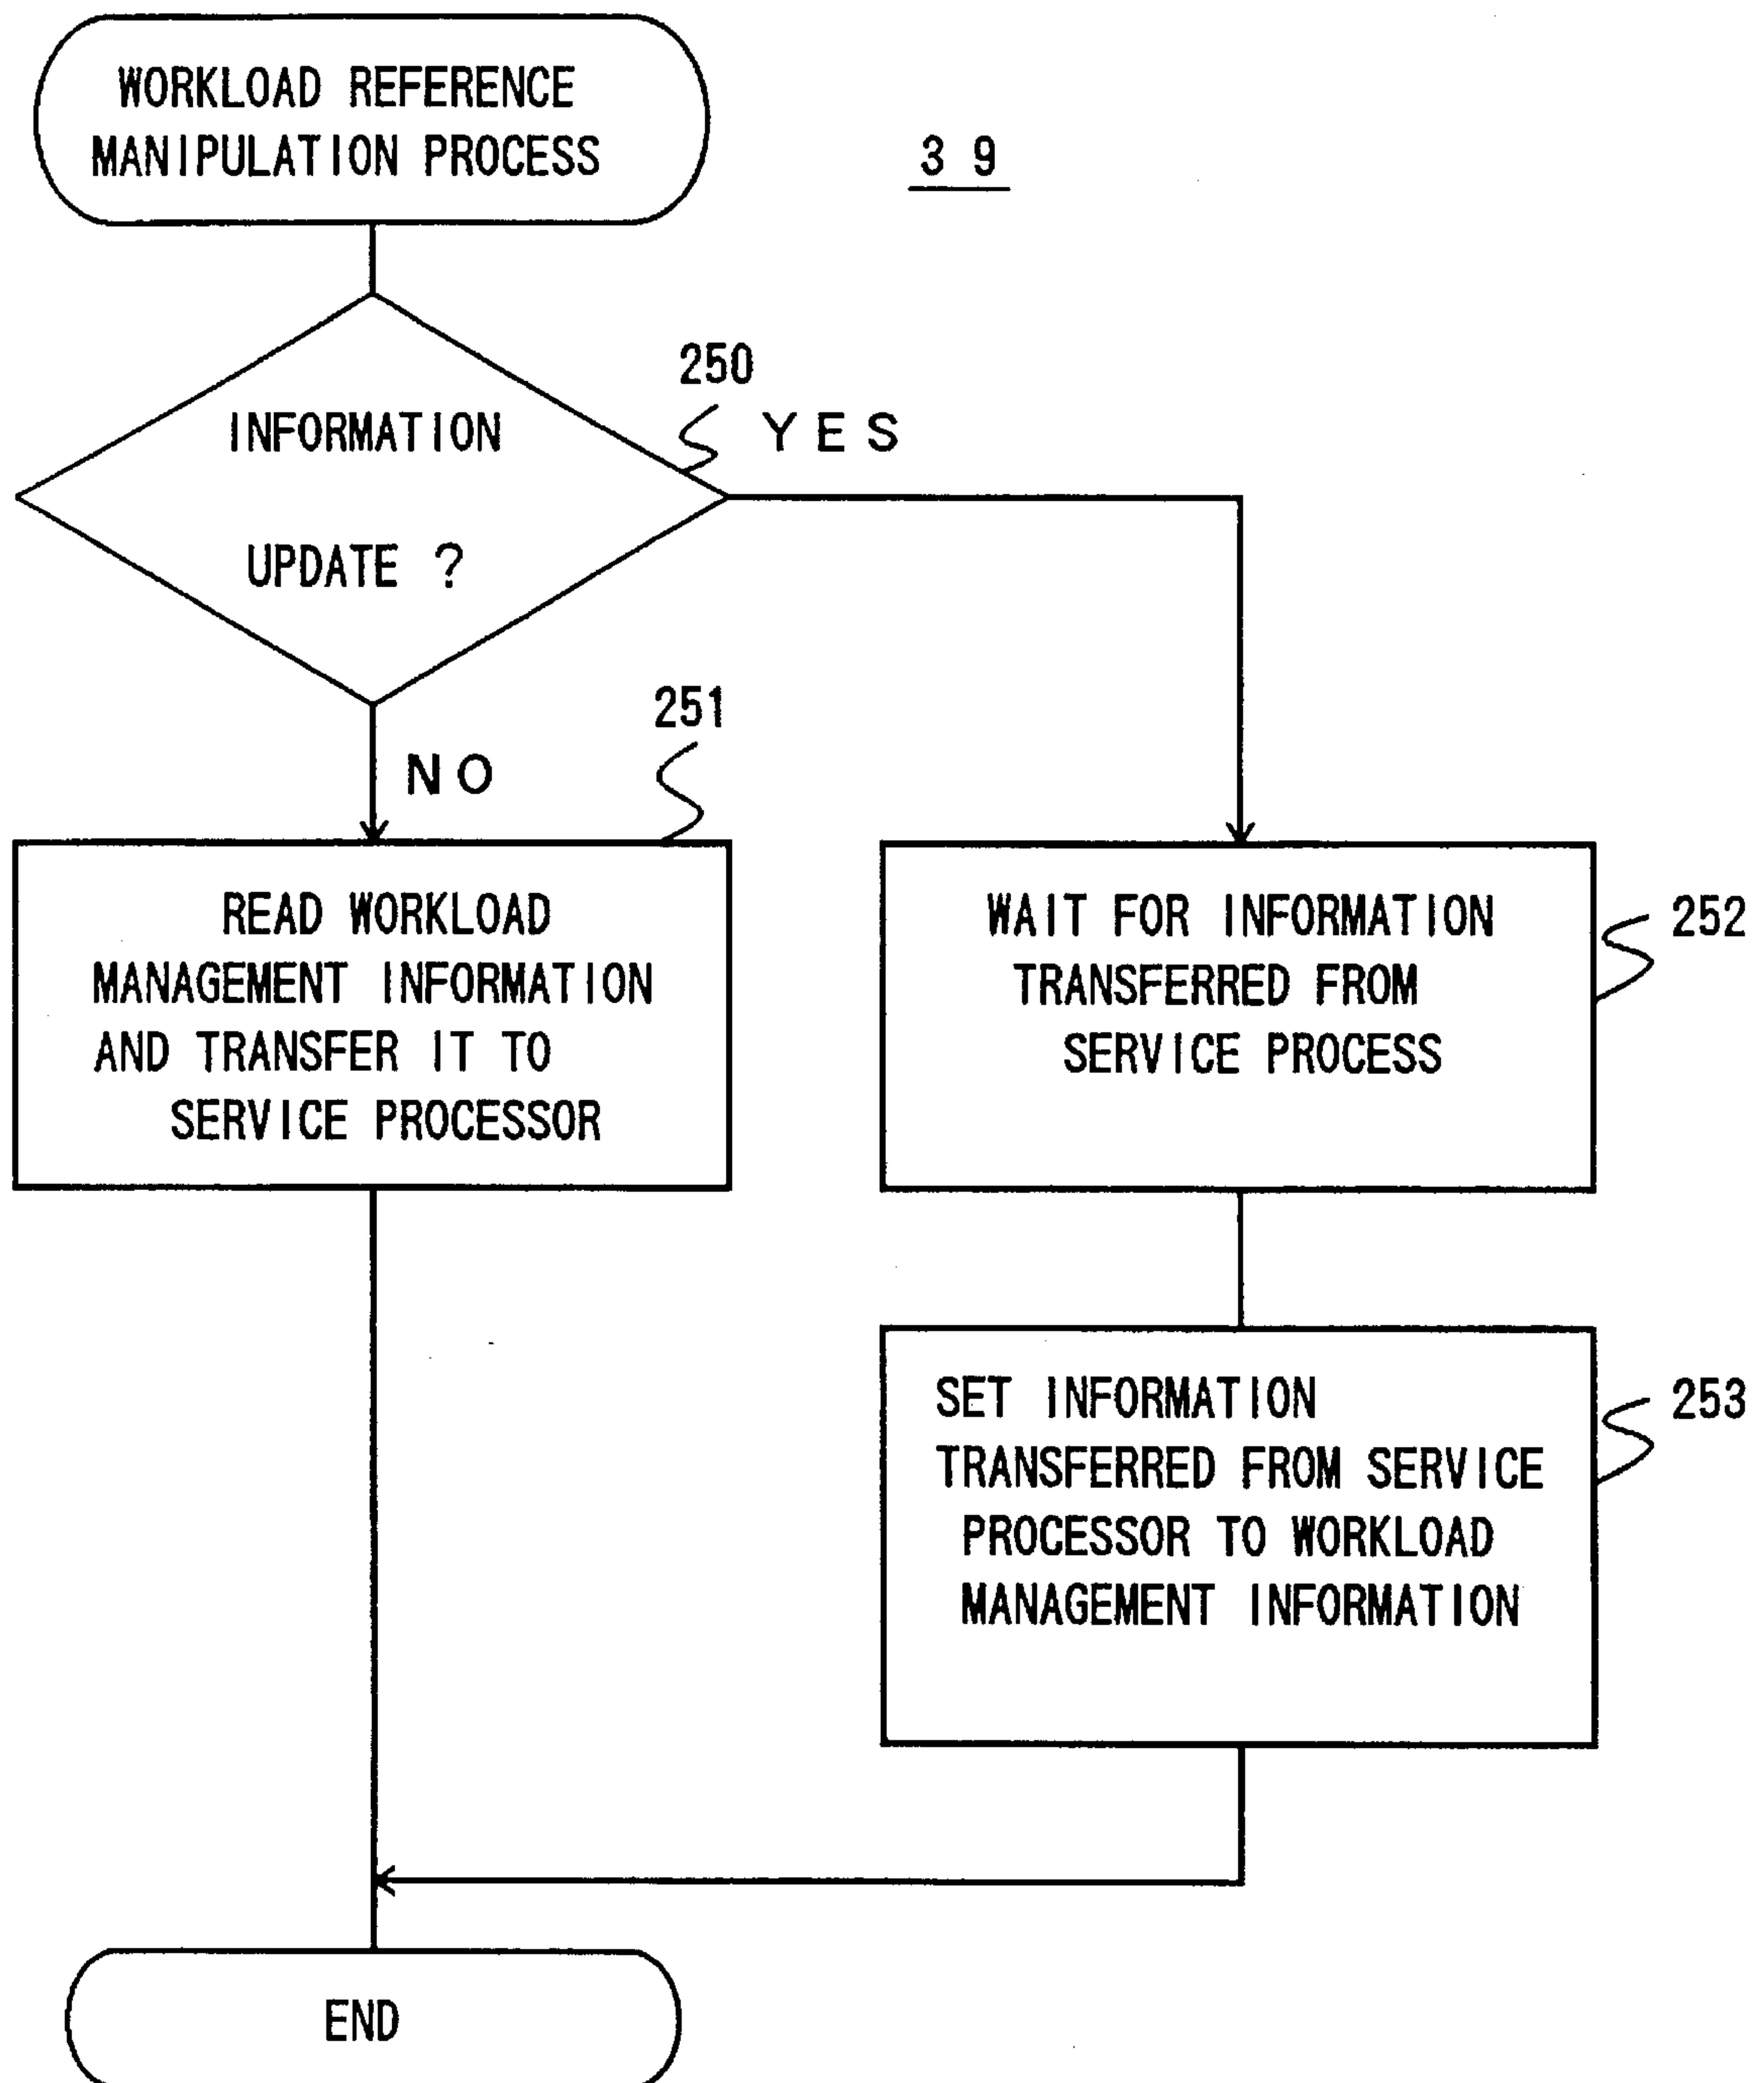 WORKLOAD REFERENCE
MANIPULATION PROCESS
39
250
INFORMATION
YES
UPDATE ?
251
NO
READ WORKLOAD
MANAGEMENT INFORMATION
AND TRANSFER IT TO
SERVICE PROCESSOR
WAIT FOR INFORMATION
TRANSFERRED FROM
SERVICE PROCESS
252
SET INFORMATION
TRANSFERRED FROM SERVICE
PROCESSOR TO WORKLOAD
MANAGEMENT INFORMATION
253
END